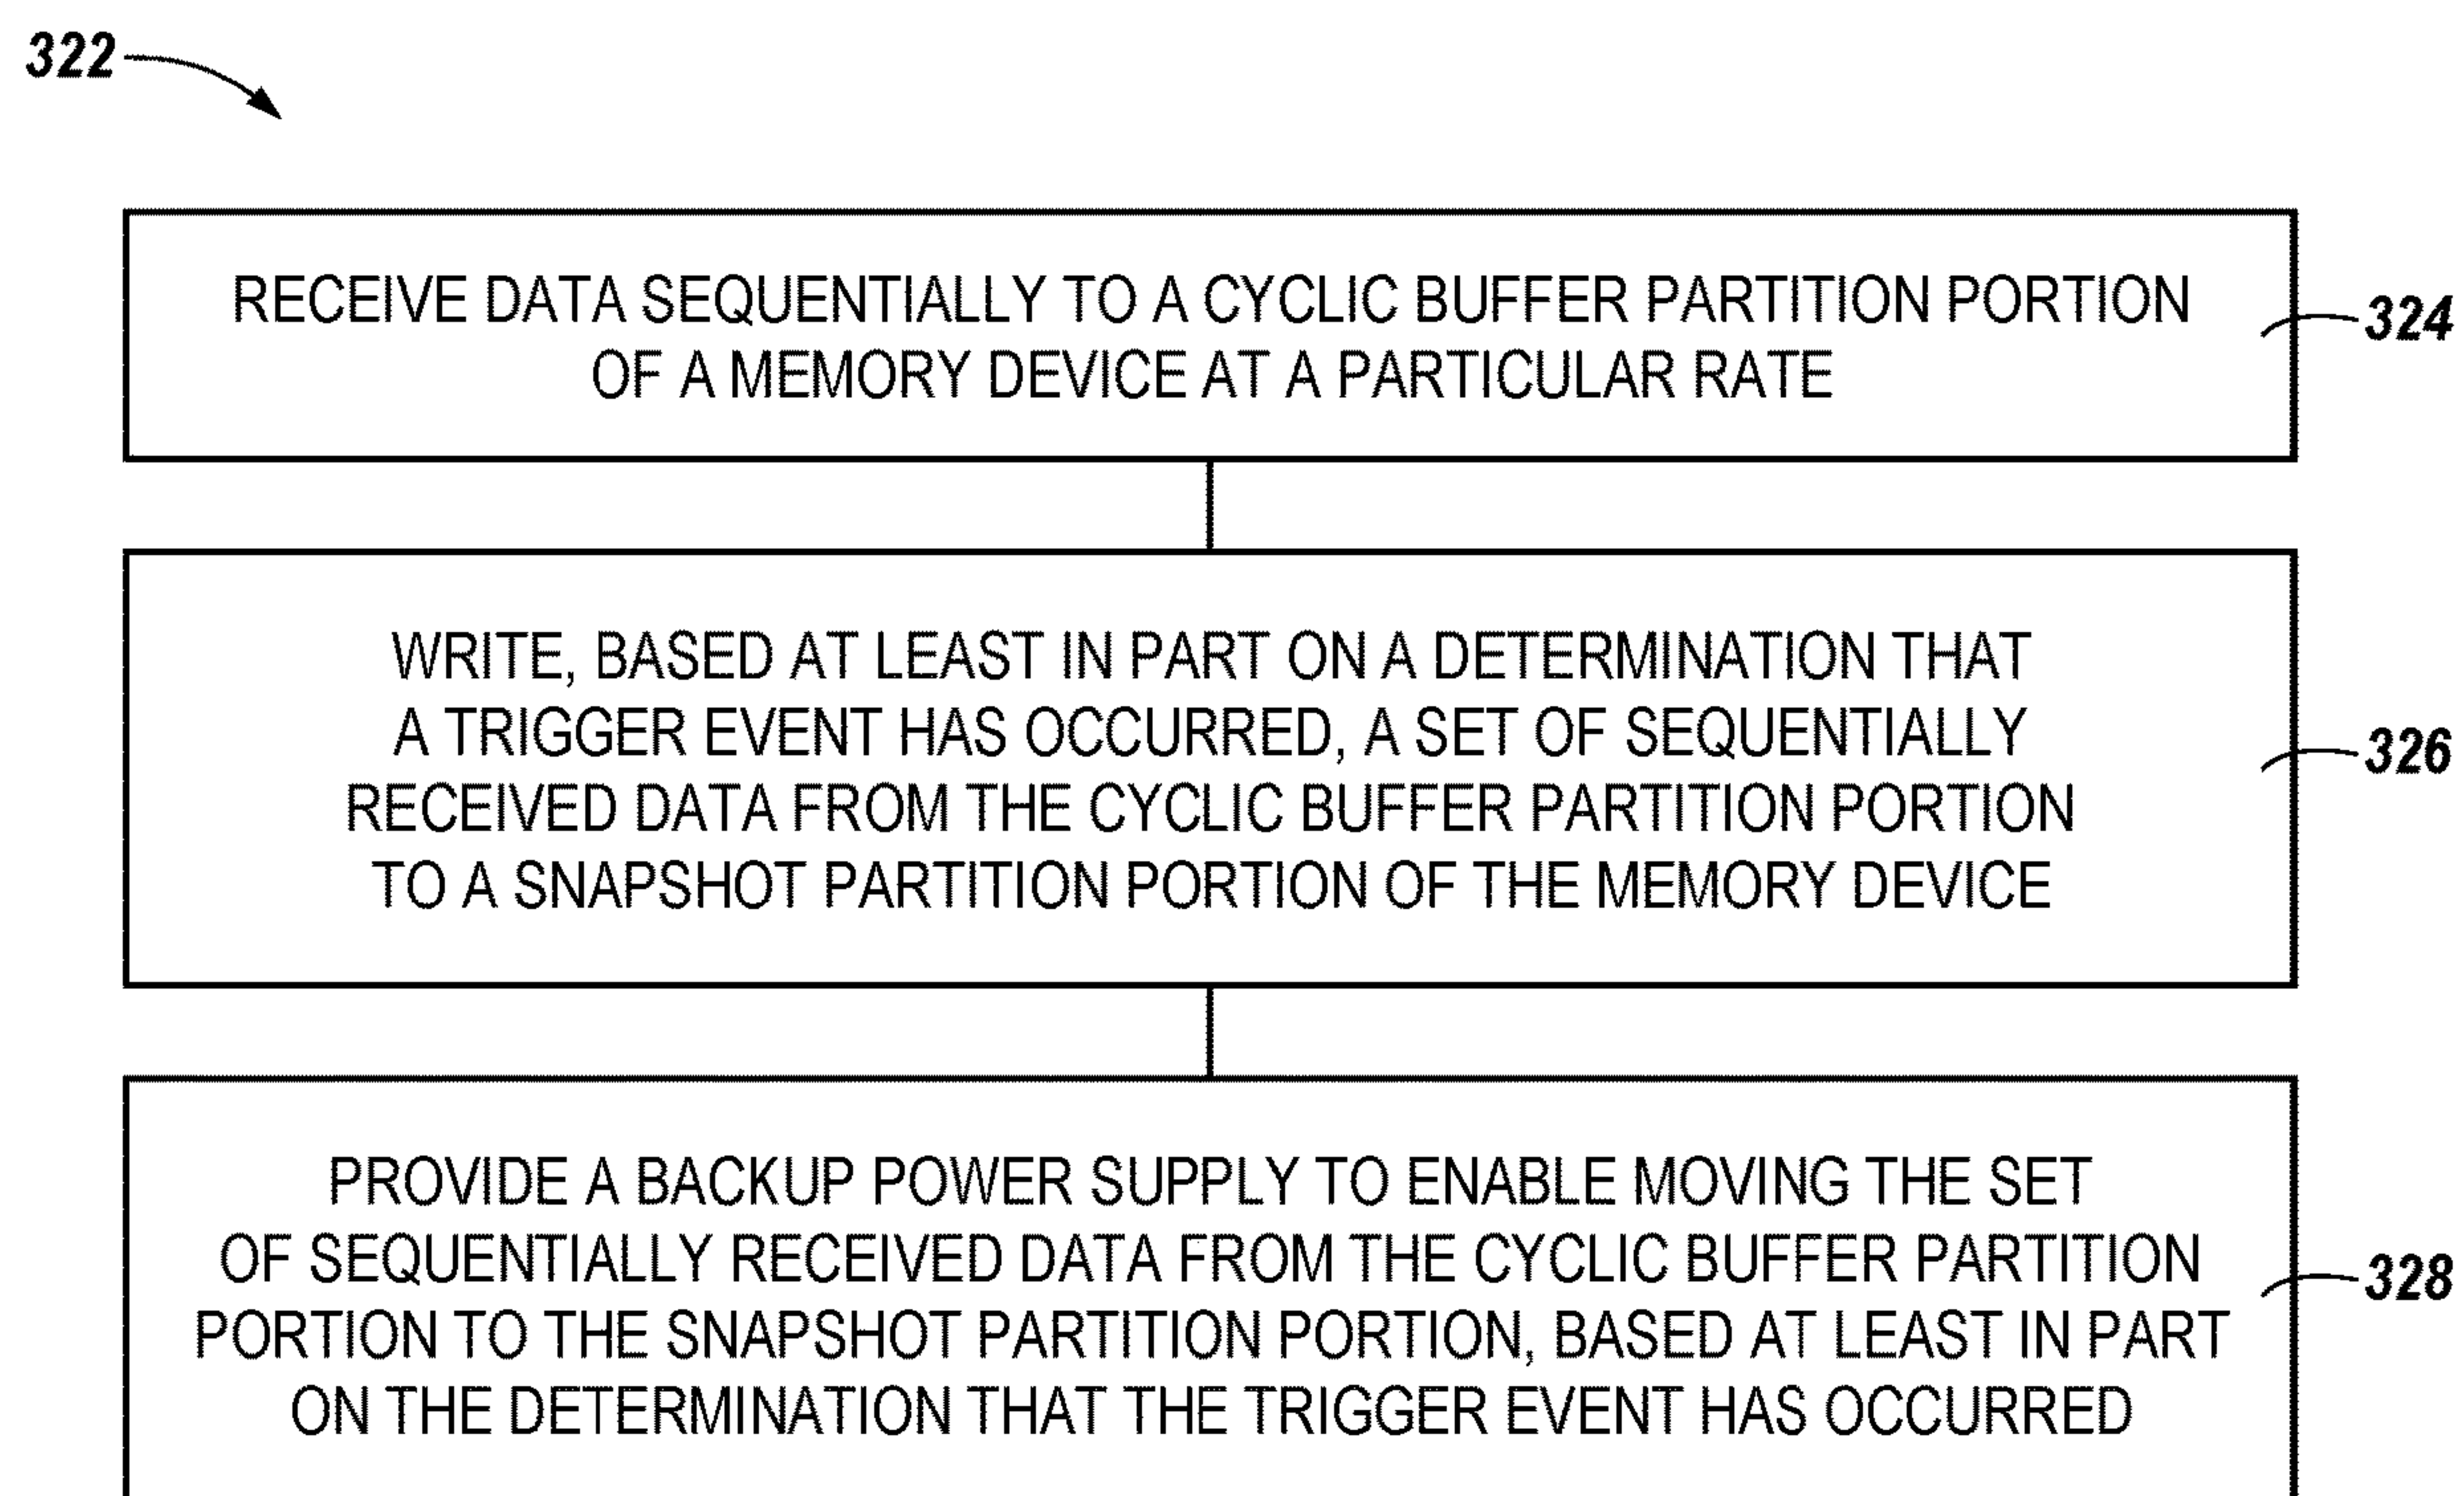 322
RECEIVE DATA SEQUENTIALLY TO A CYCLIC BUFFER PARTITION PORTION
OF A MEMORY DEVICE AT A PARTICULAR RATE
324
WRITE, BASED AT LEAST IN PART ON A DETERMINATION THAT
A TRIGGER EVENT HAS OCCURRED, A SET OF SEQUENTIALLY
RECEIVED DATA FROM THE CYCLIC BUFFER PARTITION PORTION
TO A SNAPSHOT PARTITION PORTION OF THE MEMORY DEVICE
326
PROVIDE A BACKUP POWER SUPPLY TO ENABLE MOVING THE SET
OF SEQUENTIALLY RECEIVED DATA FROM THE CYCLIC BUFFER PARTITION
PORTION TO THE SNAPSHOT PARTITION PORTION, BASED AT LEAST IN PART
ON THE DETERMINATION THAT THE TRIGGER EVENT HAS OCCURRED
328